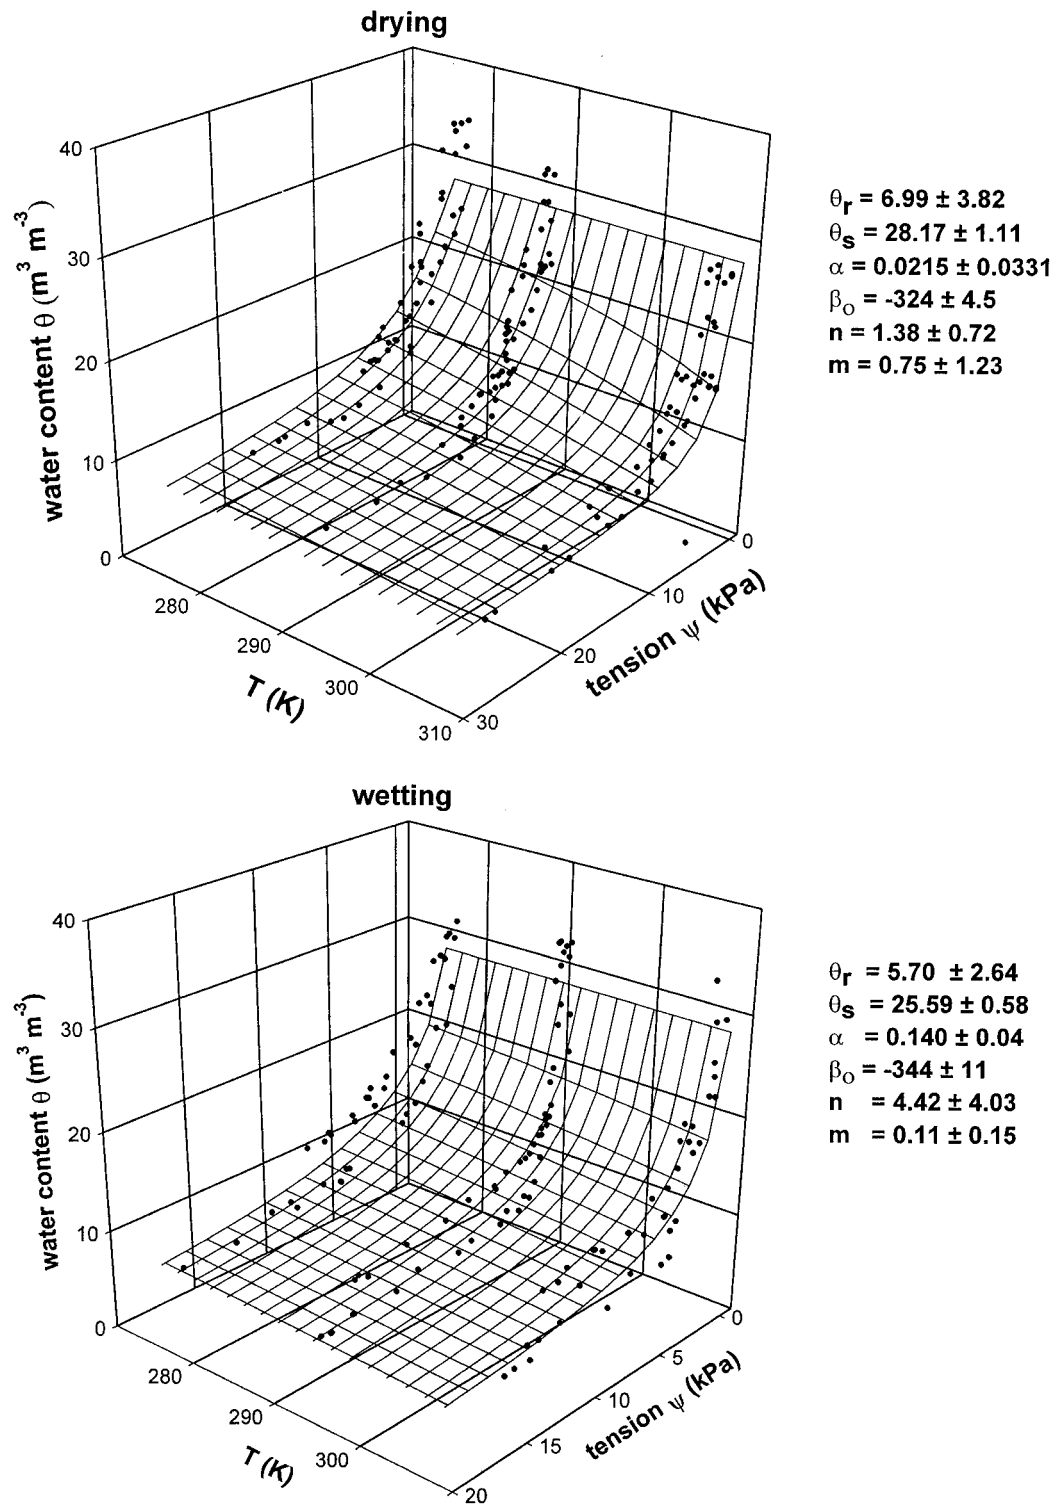 drying
40
30
20
10
0
water content θ (m³ m⁻³)
280
290
300
310
T (K)
0
10
20
30
tension ψ (kPa)
θr = 6.99 ± 3.82
θs = 28.17 ± 1.11
α = 0.0215 ± 0.0331
βo = -324 ± 4.5
n = 1.38 ± 0.72
m = 0.75 ± 1.23
wetting
40
30
20
10
0
water content θ (m³ m⁻³)
280
290
300
T (K)
0
5
10
15
20
tension ψ (kPa)
θr = 5.70 ± 2.64
θs = 25.59 ± 0.58
α = 0.140 ± 0.04
βo = -344 ± 11
n = 4.42 ± 4.03
m = 0.11 ± 0.15